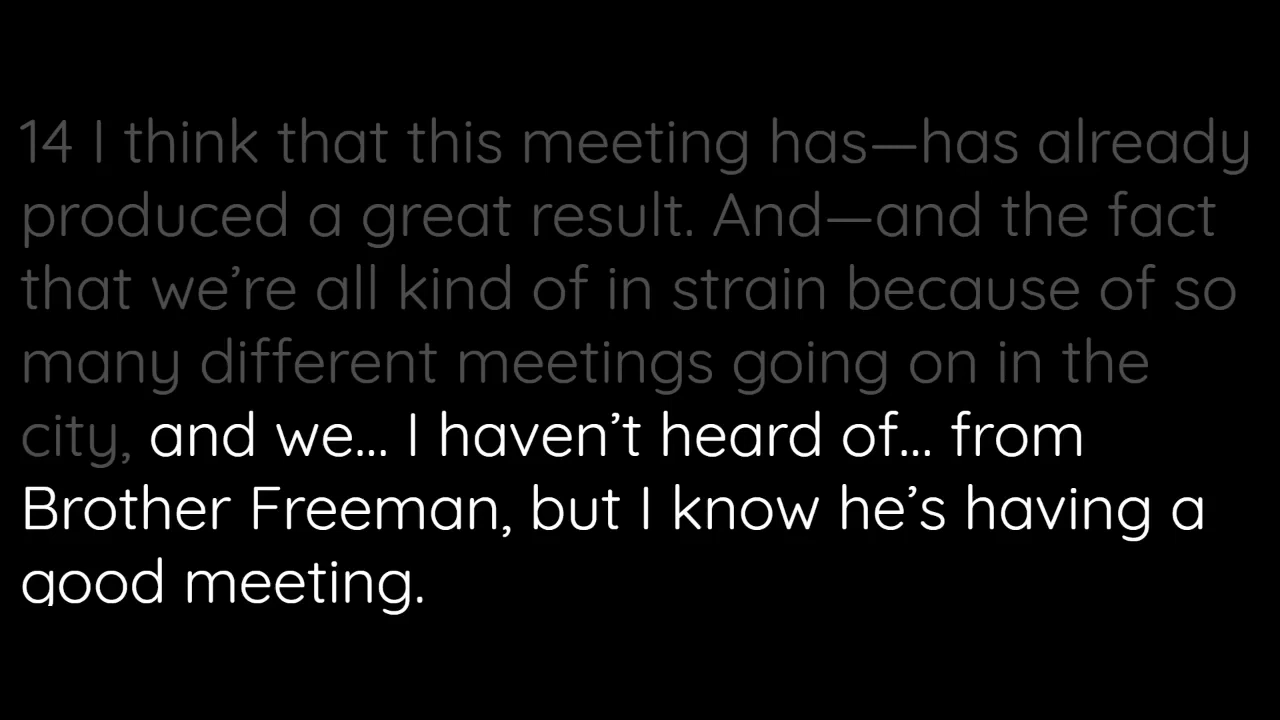 14 I think that this meeting has—has already
produced a great result. And—and the fact
that we’re all kind of in strain because of so
many different meetings going on in the
city, and we... I haven’t heard of... from
Brother Freeman, but I know he’s having a
good meeting.